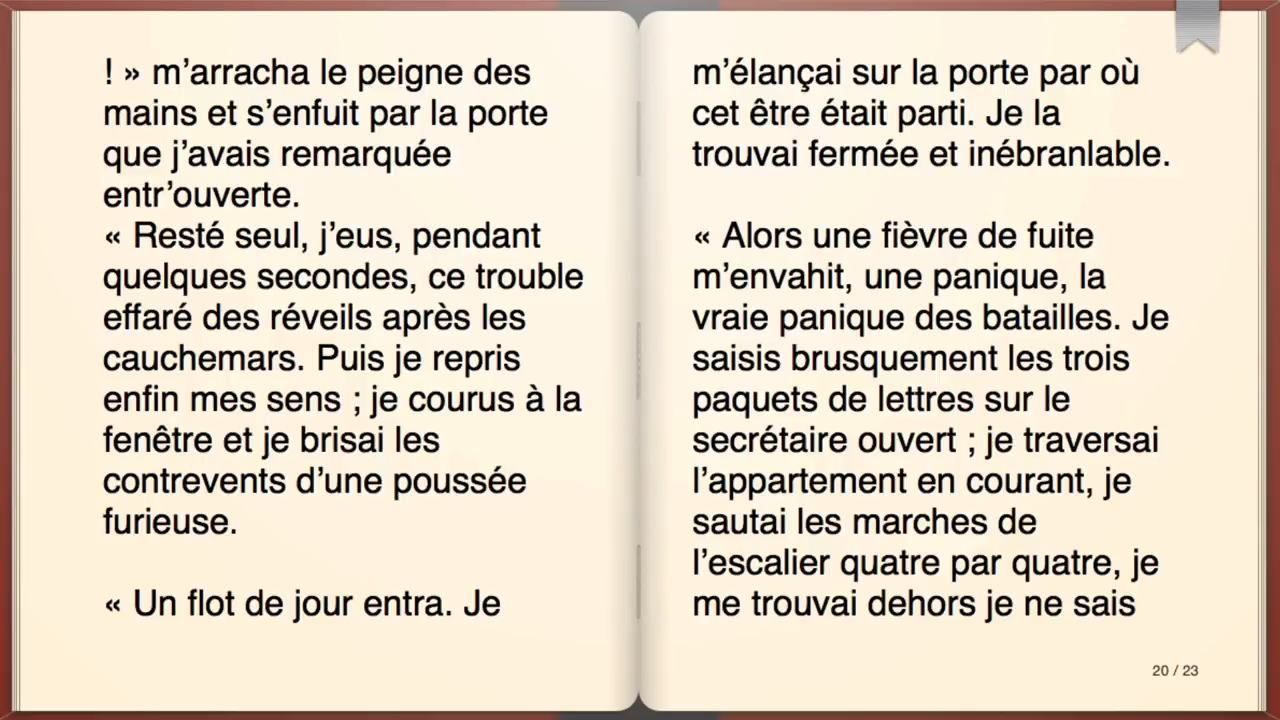 ! » m’arracha le peigne des
mains et s’enfuit par la porte
que j’avais remarquée
entr’ouverte.
« Resté seul, j’eus, pendant
quelques secondes, ce trouble
effaré des réveils après les
cauchemars. Puis je repris
enfin mes sens ; je courus à la
fenêtre et je brisai les
contrevents d’une poussée
furieuse.
« Un flot de jour entra. Je
m’élançai sur la porte par où
cet être était parti. Je la
trouvai fermée et inébranlable.
« Alors une fièvre de fuite
m’envahit, une panique, la
vraie panique des batailles. Je
saisis brusquement les trois
paquets de lettres sur le
secrétaire ouvert ; je traversai
l’appartement en courant, je
sautai les marches de
l’escalier quatre par quatre, je
me trouvai dehors je ne sais
20 / 23